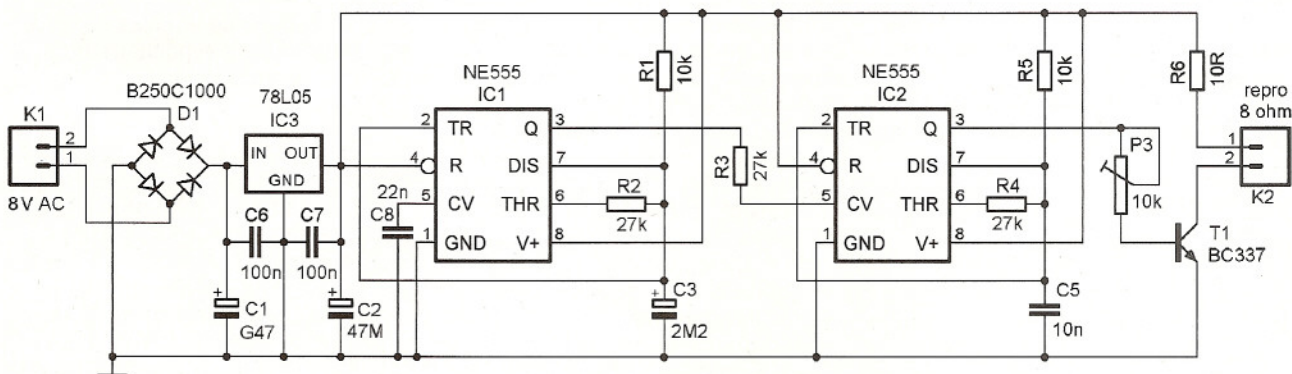 K1
2
1
8V AC
B250C1000
D1
78L05
IC3
IN OUT
GND
C6
100n
C7
100n
C1
G47
C2
47M
+
+
22n
C8
NE555
IC1
2 TR Q 3
4 R DIS 7
5 CV THR 6
1 GND V+ 8
R1
10k
R2
27k
+
C3
2M2
R3
27k
NE555
IC2
2 TR Q 3
4 R DIS 7
5 CV THR 6
1 GND V+ 8
R5
10k
R4
27k
C5
10n
P3
10k
R6
10R
T1
BC337
repro
8 ohm
1
2
K2